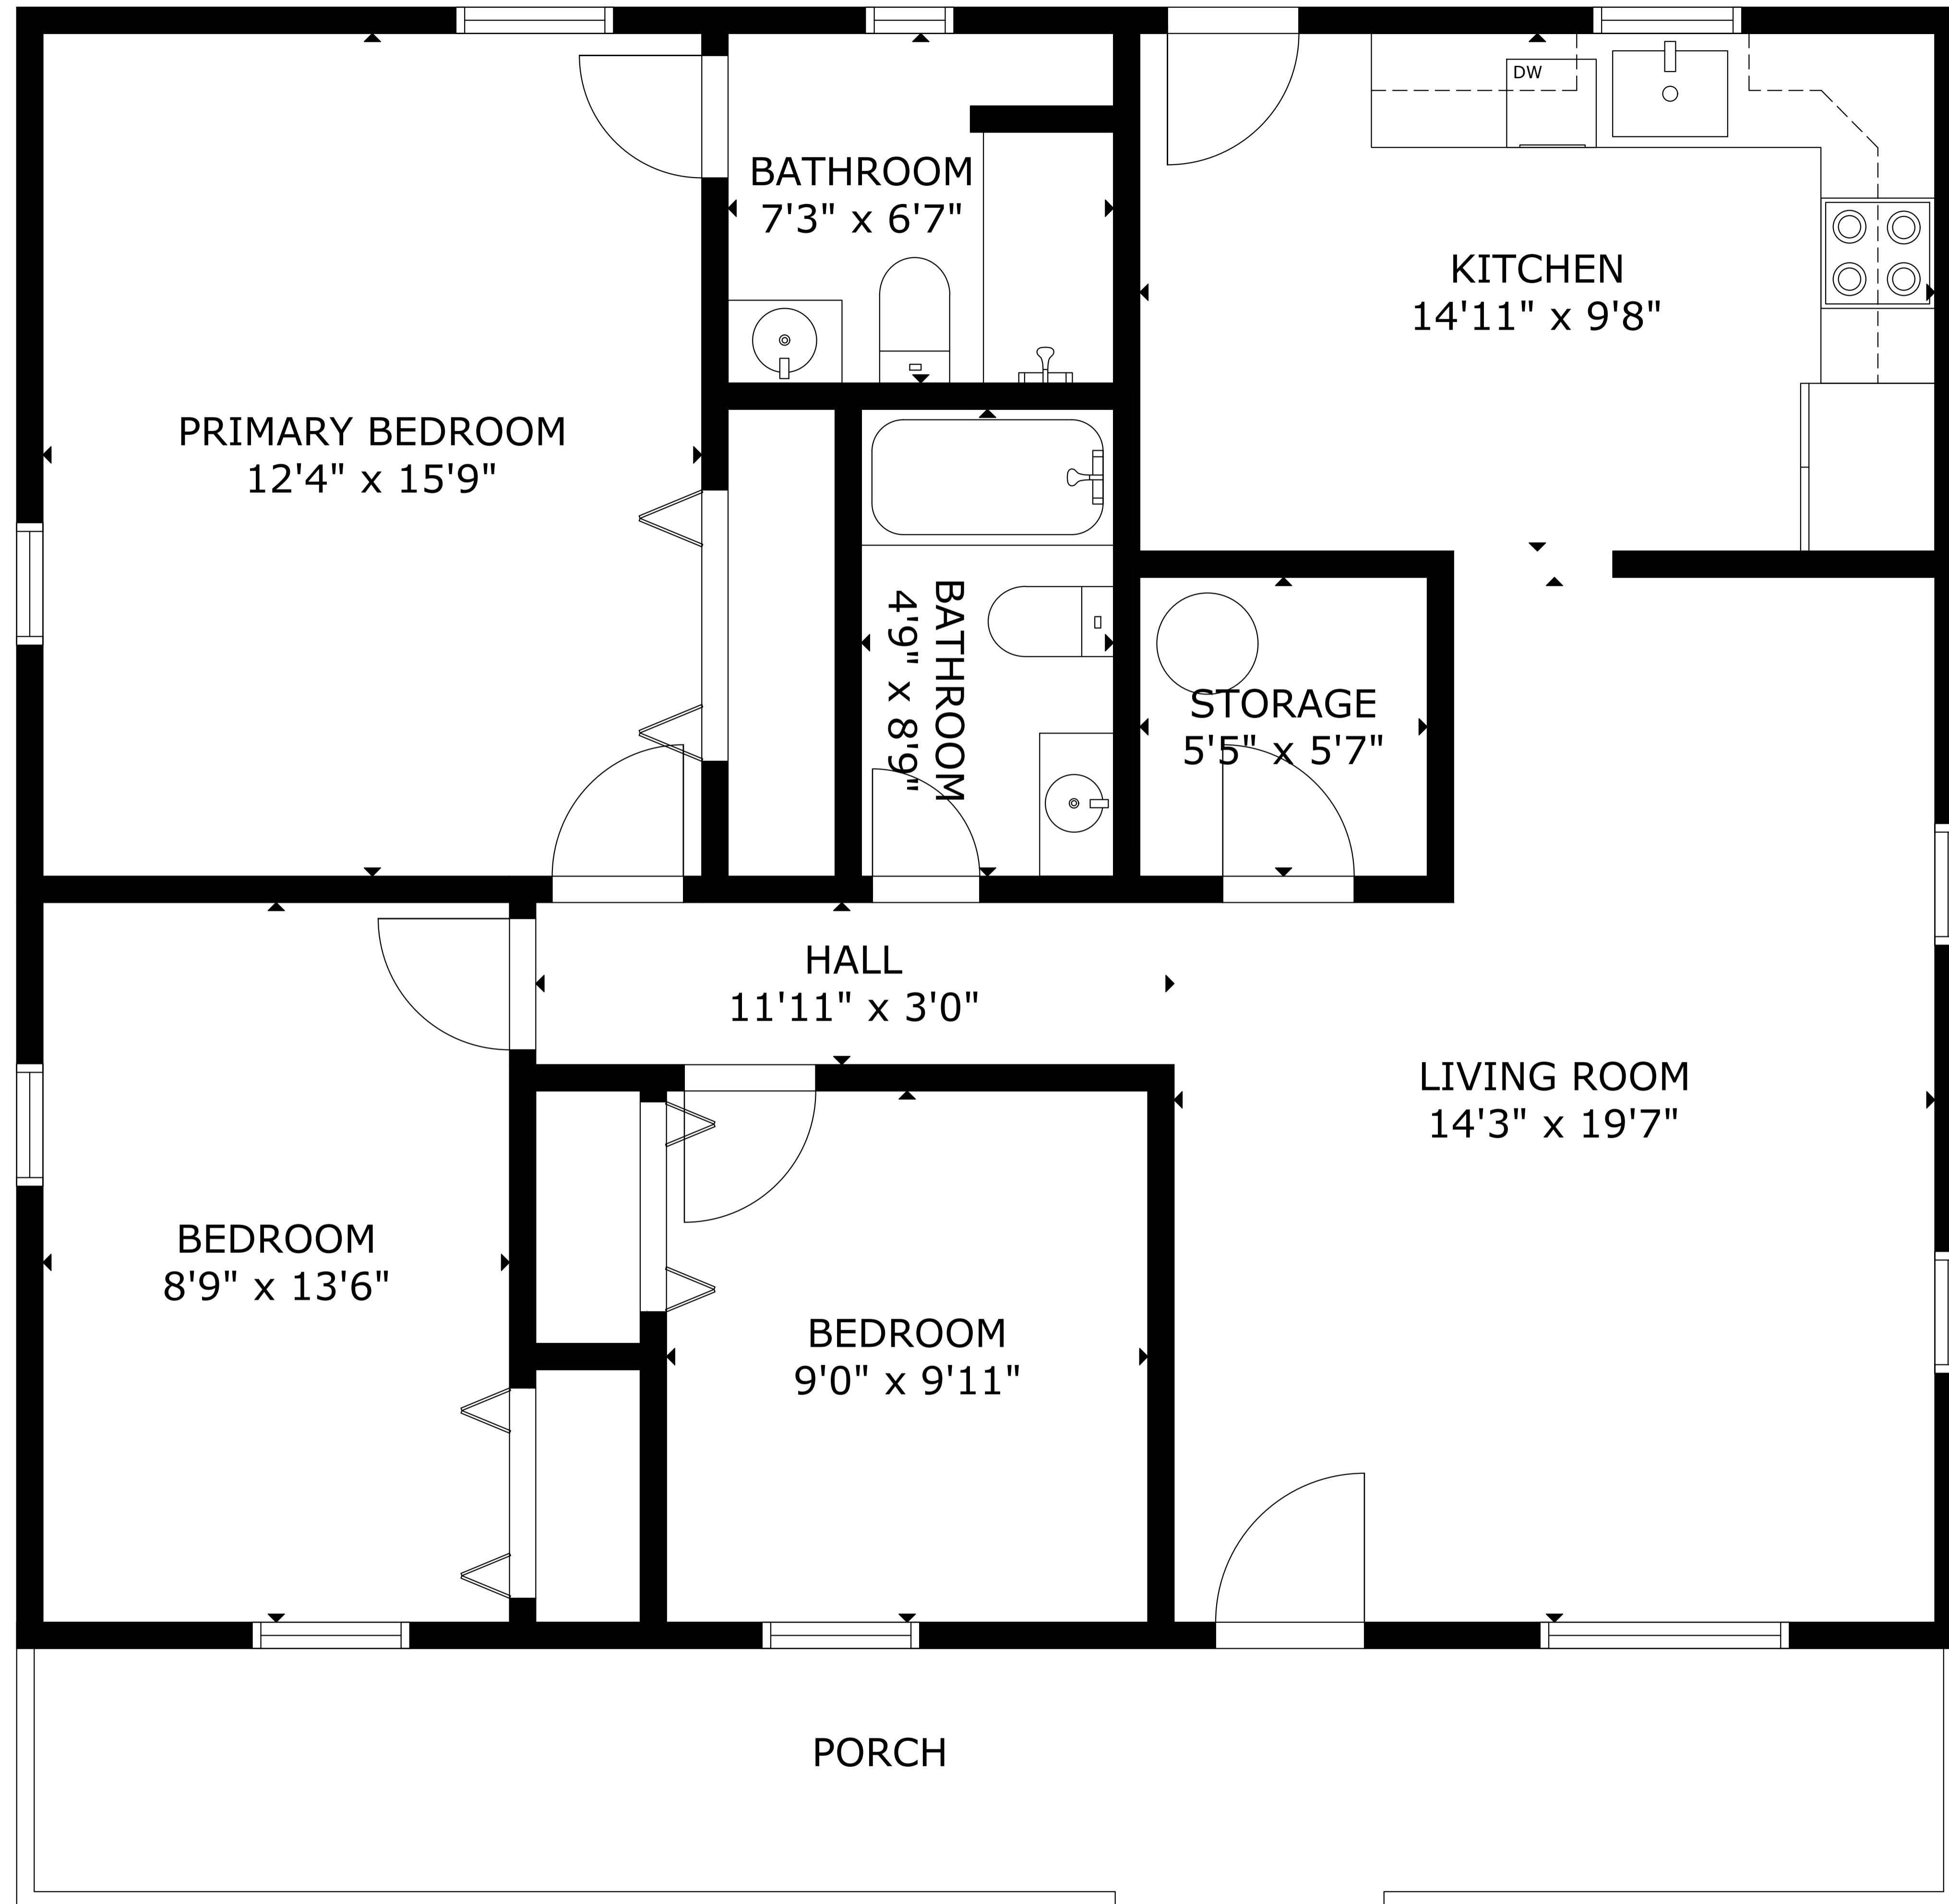 DW
BATHROOM
7'3" x 6'7"
KITCHEN
14'11" x 9'8"
PRIMARY BEDROOM
12'4" x 15'9"
BATHROOM
4'9" x 8'9"
STORAGE
5'5" x 5'7"
HALL
11'11" x 3'0"
LIVING ROOM
14'3" x 19'7"
BEDROOM
8'9" x 13'6"
BEDROOM
9'0" x 9'11"
PORCH